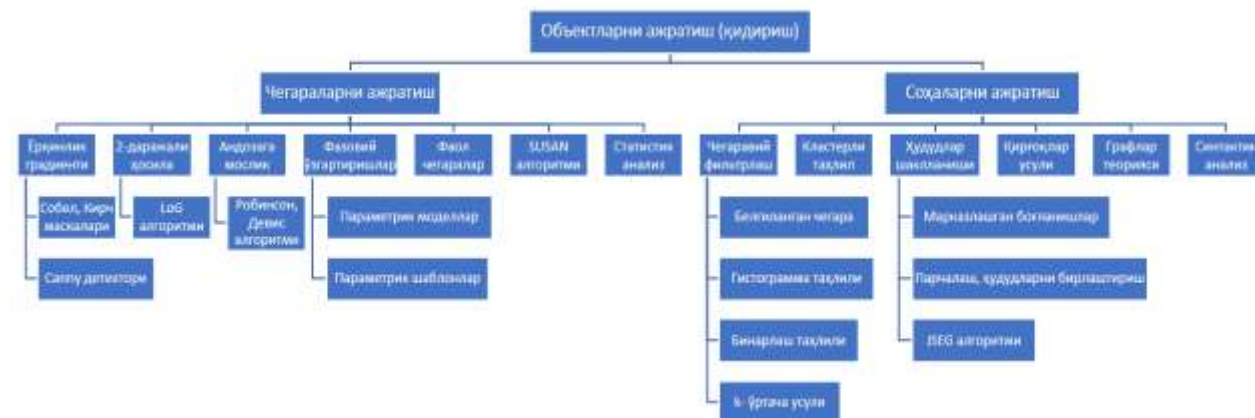 Объектларни ажратиш (қидириш)
Чегараларни ажратиш
Соҳаларни ажратиш
Ёрқинлик
градиенти
2-даражали
ҳосила
Андозага
мослик
Фазовий
ўзгартиришлар
Фаол
чегаралар
SUSAN
алгоритми
Статистик
анализ
Чегаравий
фильтрлаш
Кластерли
таҳлил
Ҳудудлар
шаклланиши
Қирғоқлар
усули
Графлар
теорияси
Синтактик
анализ
Собел, Кирч
маскалари
LoG
алгоритми
Робинсон,
Девис
алгоритми
Параметрик моделлар
Белгиланган чегара
Марказлашган боғланишлар
Canny детектори
Параметрик шаблонлар
Гистограмма таҳлили
Парчалаш, ҳудудларни бирлаштириш
Бинарлаш таҳлили
JSEG алгоритми
k- ўртача усули